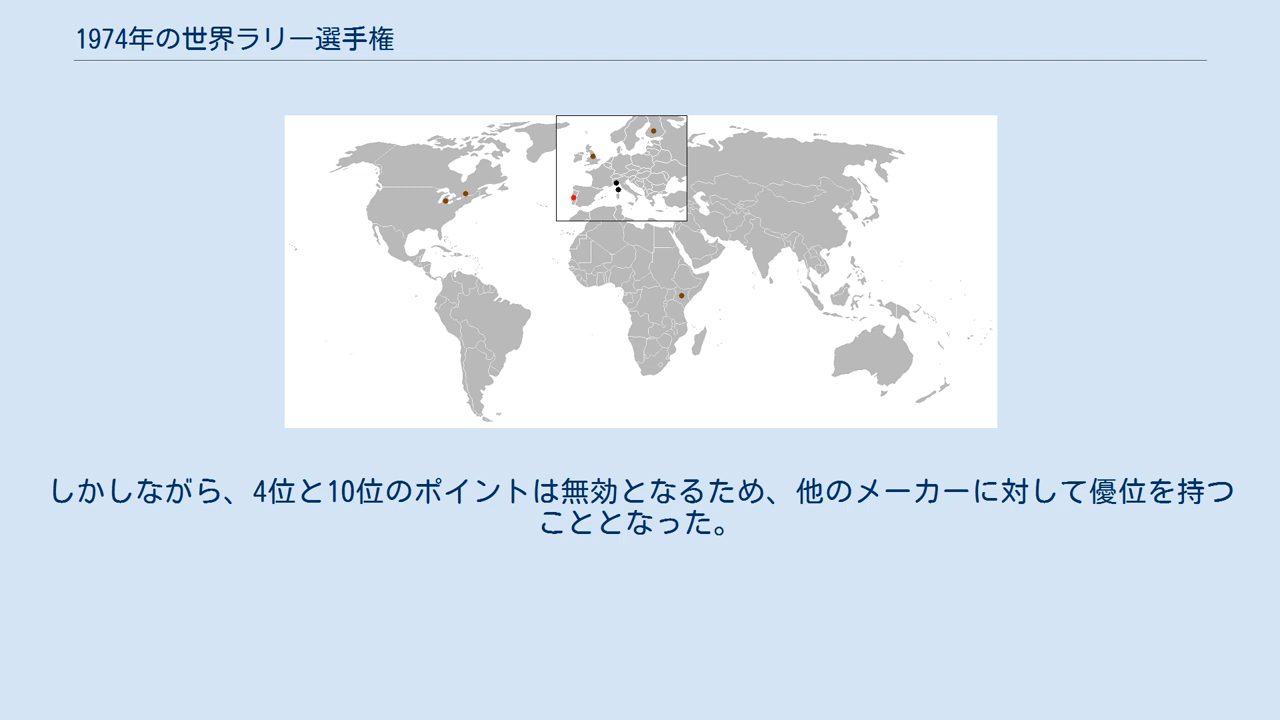 1974年の世界ラリー選手権
しかしながら、4位と10位のポイントは無効となるため、他のメーカーに対して優位を持つ
こととなった。